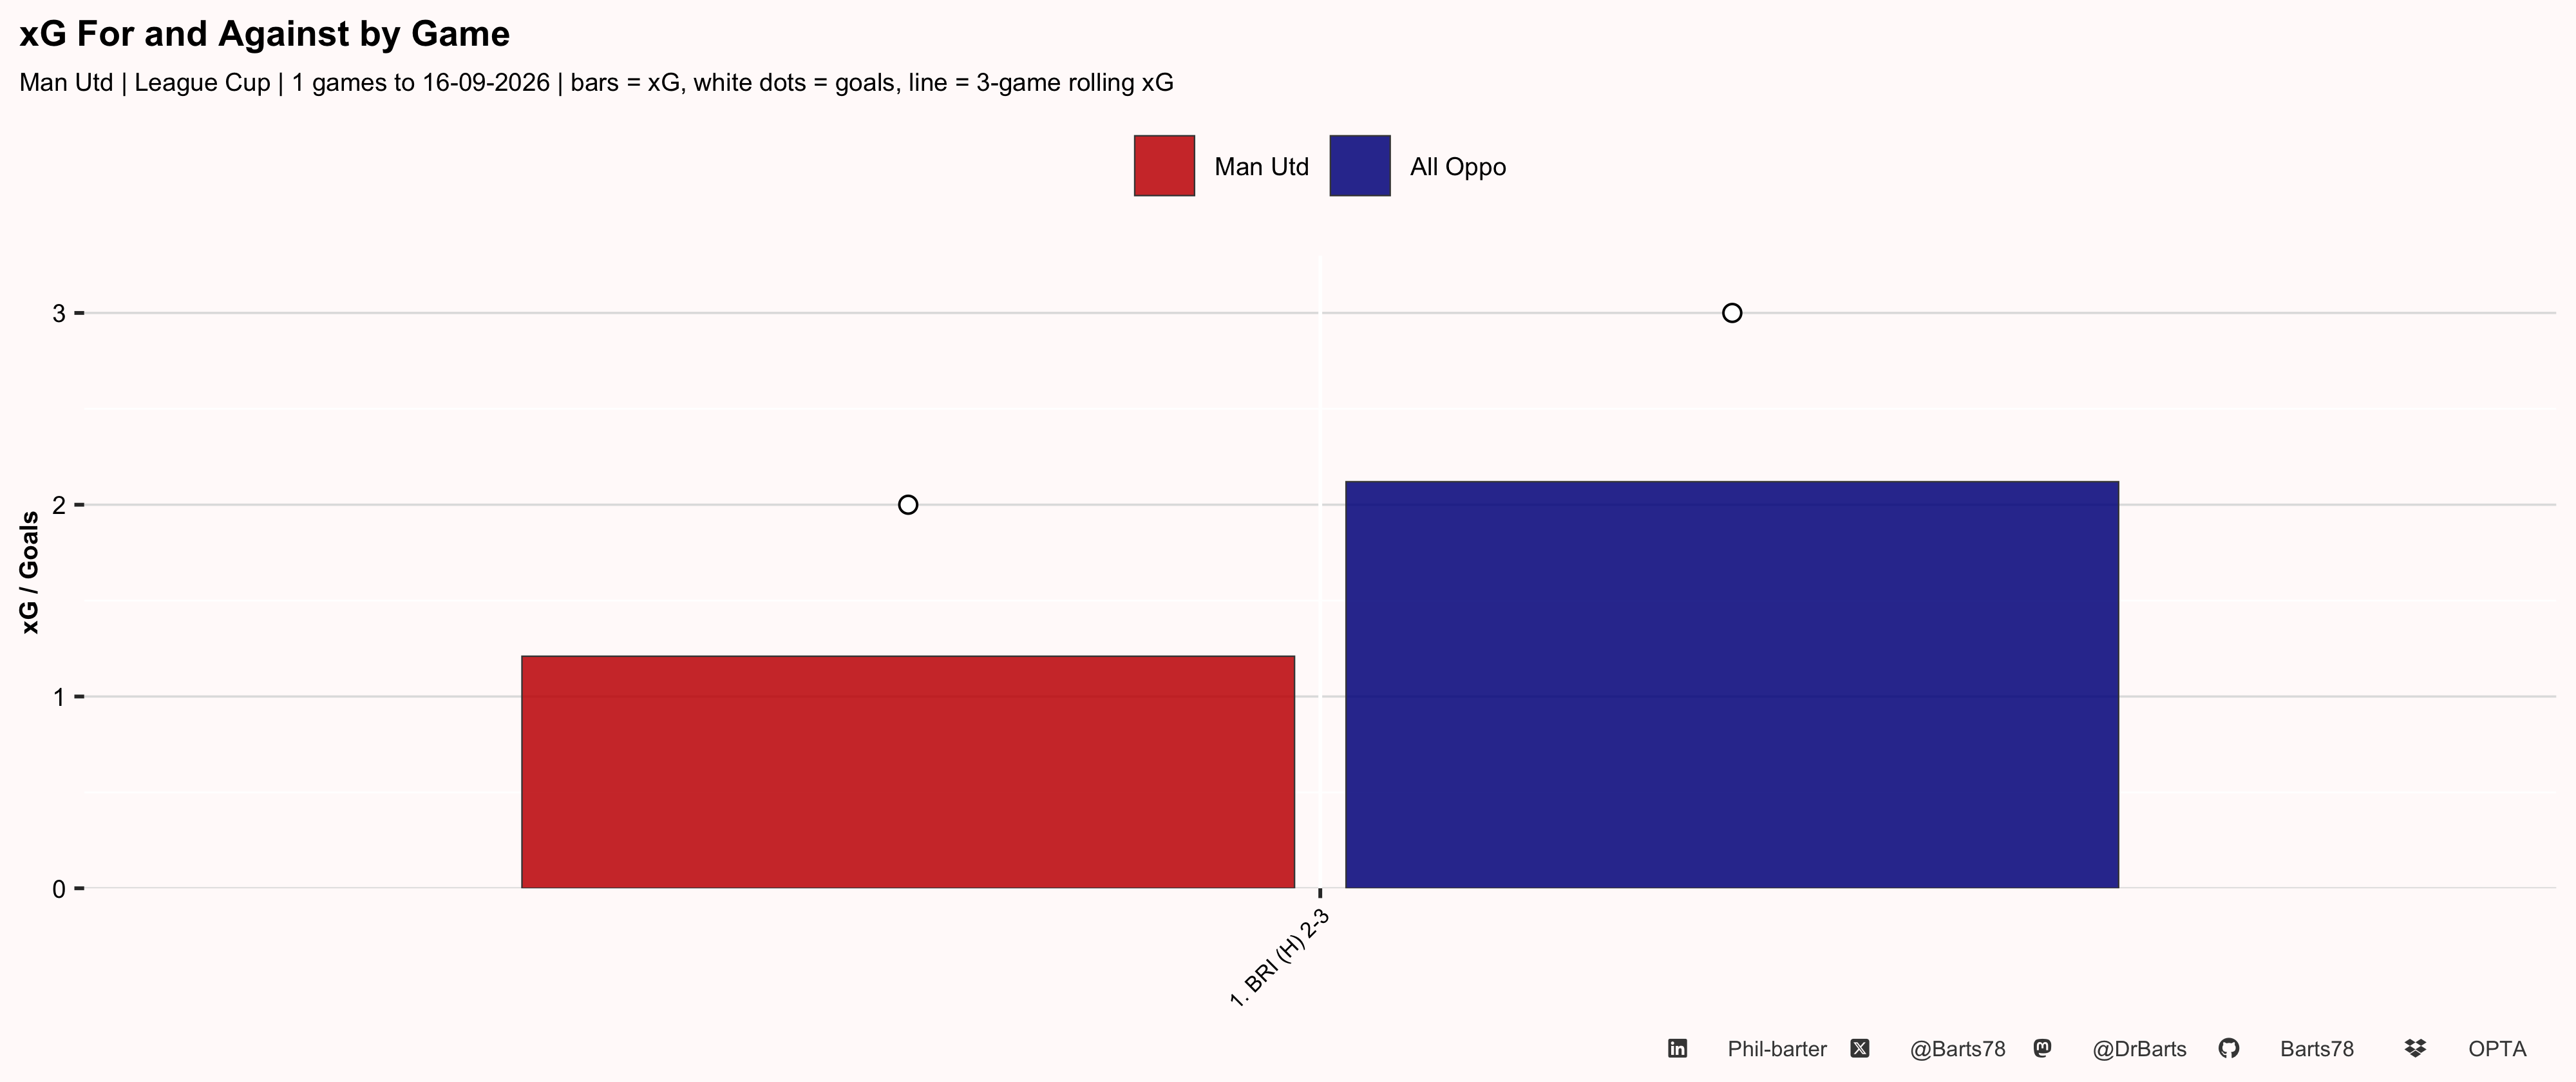 xG For and Against by Game
Man Utd | League Cup | 1 games to 16-09-2026 | bars = xG, white dots = goals, line = 3-game rolling xG
Man Utd All Oppo
xG / Goals
3
2
1
0
1. BRI (H) 2-3
Phil-barter @Barts78 @DrBarts Barts78 OPTA